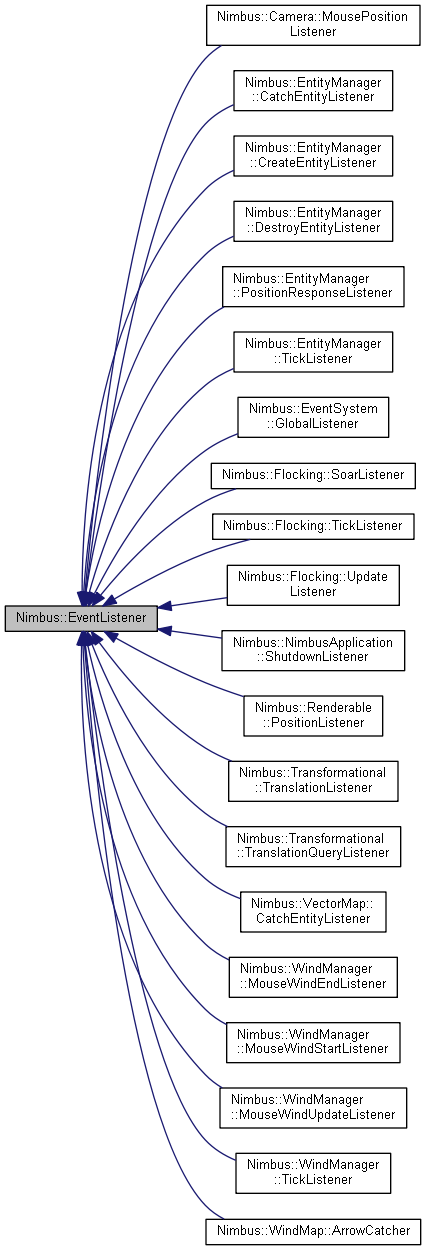 Nimbus::Camera::MousePosition
Listener
Nimbus::EntityManager
::CatchEntityListener
Nimbus::EntityManager
::CreateEntityListener
Nimbus::EntityManager
::DestroyEntityListener
Nimbus::EntityManager
::PositionResponseListener
Nimbus::EntityManager
::TickListener
Nimbus::EventSystem
::GlobalListener
Nimbus::Flocking::SoarListener
Nimbus::Flocking::TickListener
Nimbus::Flocking::Update
Listener
Nimbus::EventListener
Nimbus::NimbusApplication
::ShutdownListener
Nimbus::Renderable
::PositionListener
Nimbus::Transformational
::TranslationListener
Nimbus::Transformational
::TranslationQueryListener
Nimbus::VectorMap::
CatchEntityListener
Nimbus::WindManager
::MouseWindEndListener
Nimbus::WindManager
::MouseWindStartListener
Nimbus::WindManager
::MouseWindUpdateListener
Nimbus::WindManager
::TickListener
Nimbus::WindMap::ArrowCatcher